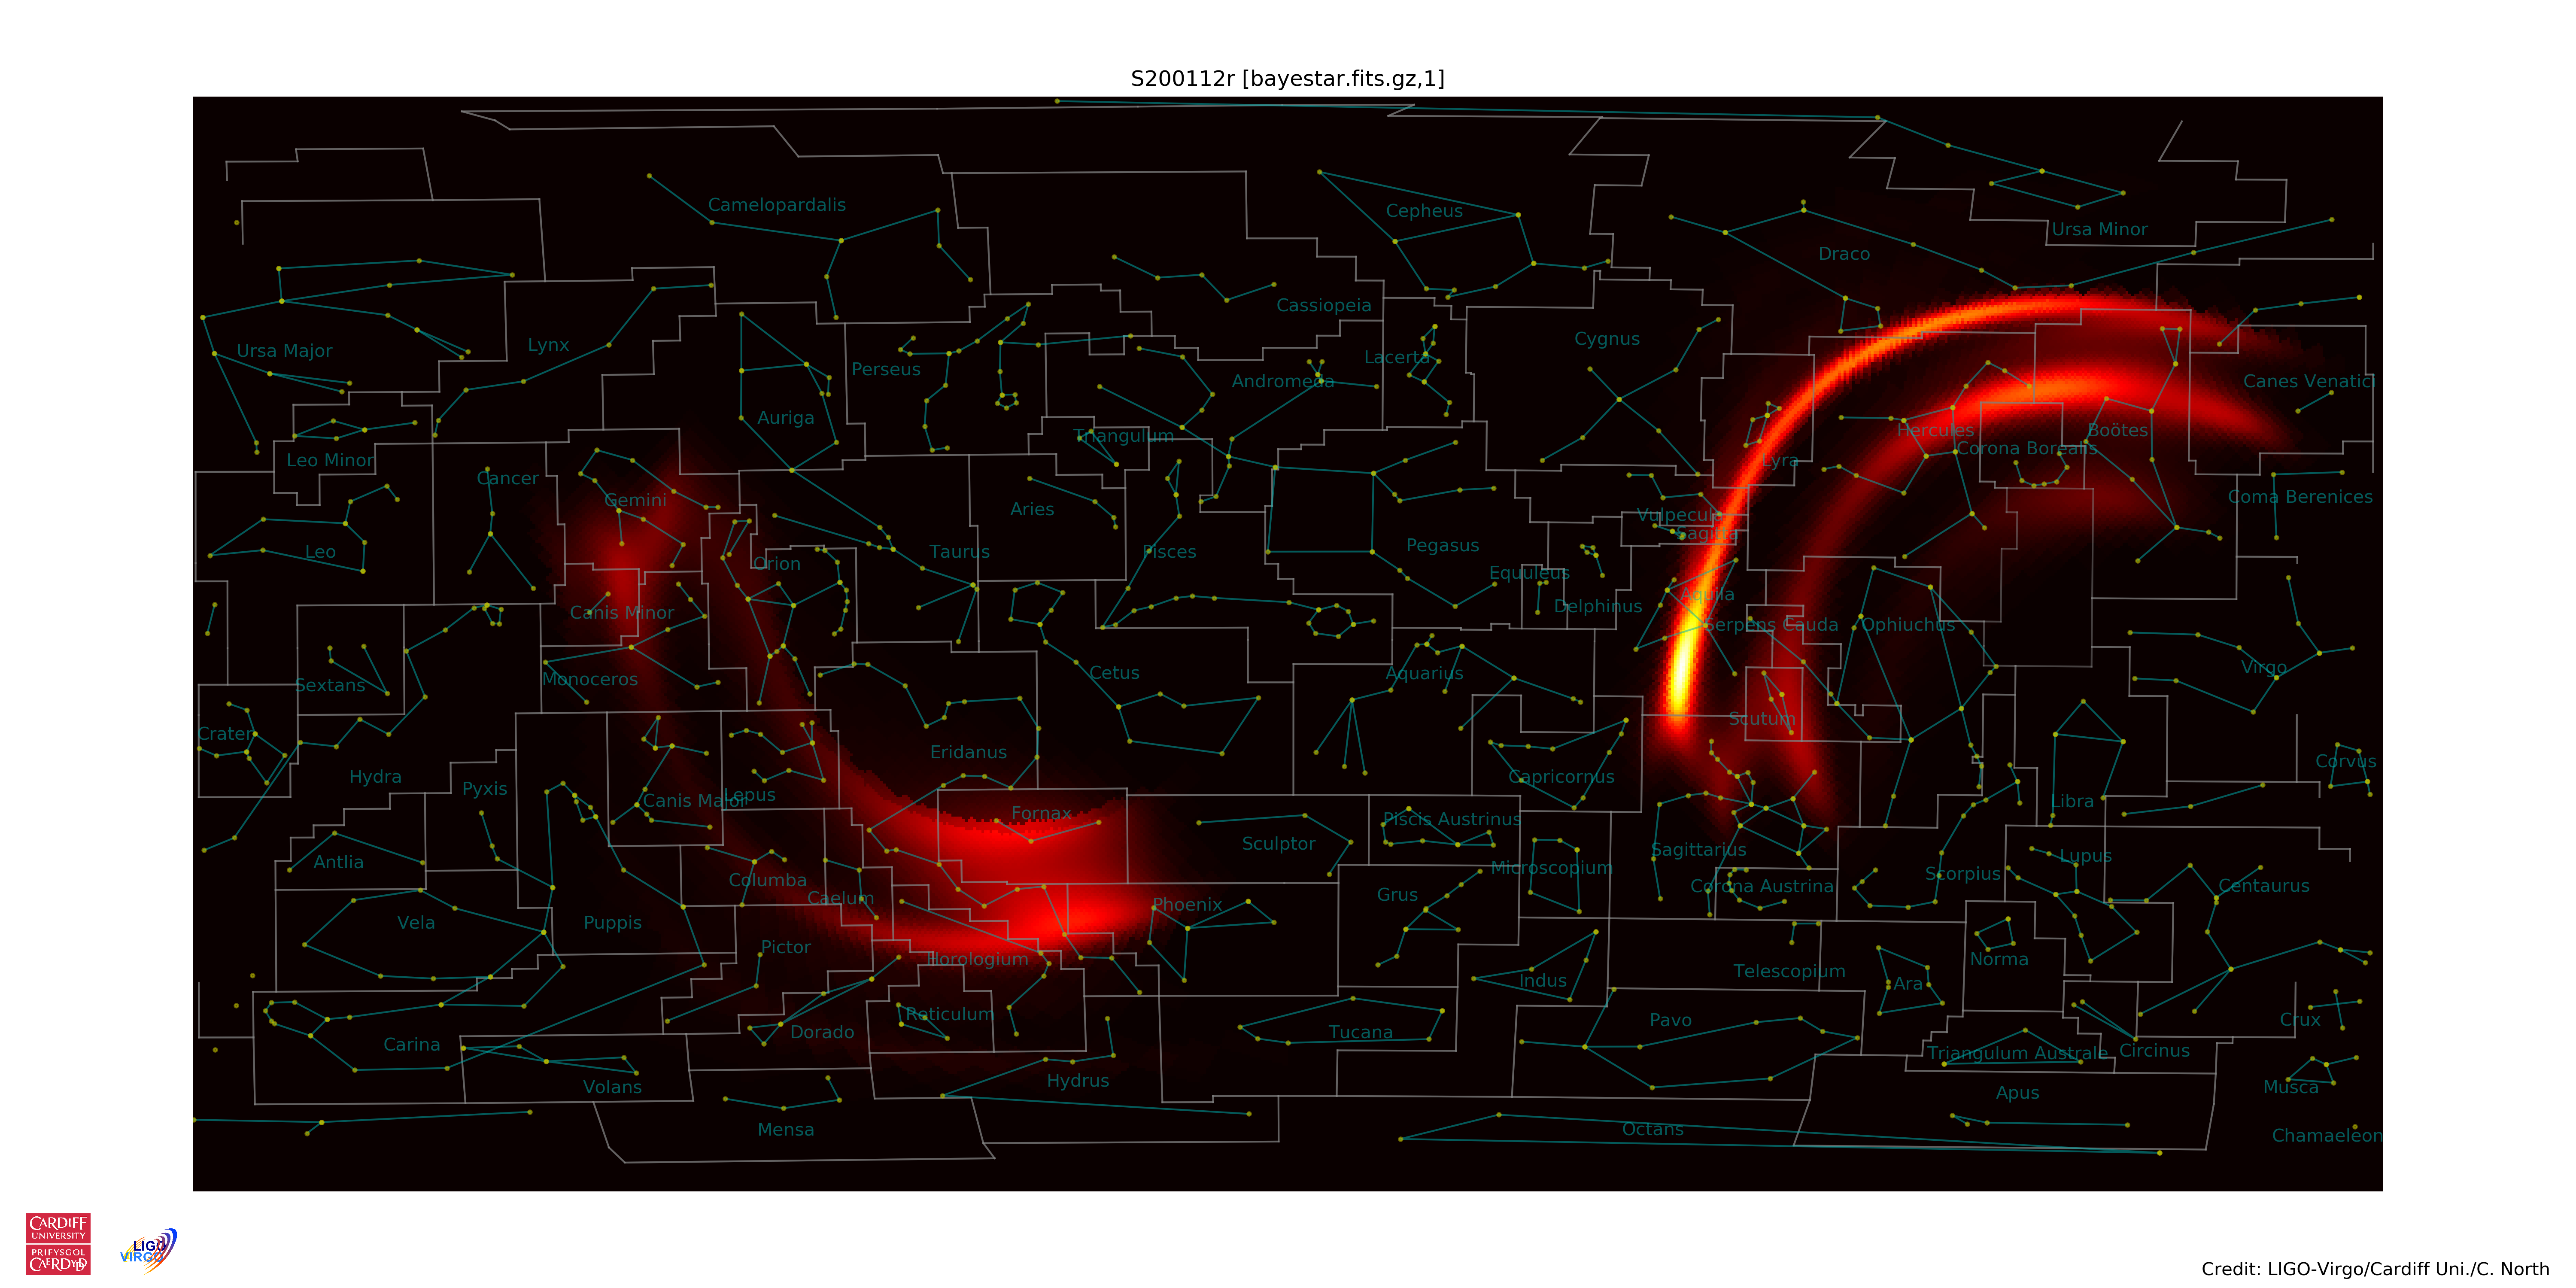 S200112r [bayestar.fits.gz,1]
Camelopardalis
Cepheus
Ursa Minor
Draco
Cassiopeia
Cygnus
Lynx
Ursa Major
Lacerta
Perseus
Andromeda
Canes Venatici
Auriga
Hercules
Boötes
Triangulum
Corona Borealis
Leo Minor
Lyra
Cancer
Coma Berenices
Gemini
Aries
Vulpecula
Sagitta
Pegasus
Leo
Taurus
Pisces
Orion
Equuleus
Aquila
Delphinus
Canis Minor
Serpens Cauda
Ophiuchus
Virgo
Cetus
Aquarius
Monoceros
Sextans
Scutum
Crater
Eridanus
Corvus
Hydra
Capricornus
Pyxis
Lepus
Canis Major
Libra
Fornax
Piscis Austrinus
Sculptor
Sagittarius
Lupus
Antlia
Microscopium
Scorpius
Columba
Corona Austrina
Centaurus
Grus
Caelum
Phoenix
Vela
Puppis
Pictor
Horologium
Norma
Telescopium
Indus
Ara
Reticulum
Pavo
Crux
Dorado
Tucana
Carina
Circinus
Triangulum Australe
Hydrus
Volans
Musca
Apus
Mensa
Octans
Chamaeleon
CARDIFF
UNIVERSITY
PRIFYSGOL
CAERDYDD
LIGO
VIRGO
Credit: LIGO-Virgo/Cardiff Uni./C. North